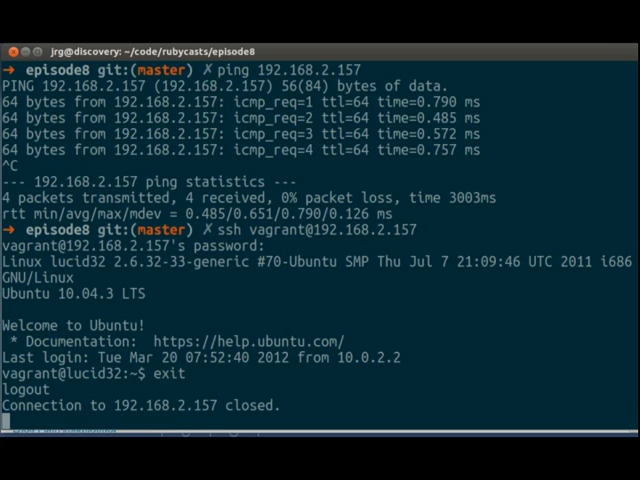 jrg@discovery: ~/code/rubycasts/episode8
➜ episode8 git:(master) ✗ ping 192.168.2.157
PING 192.168.2.157 (192.168.2.157) 56(84) bytes of data.
64 bytes from 192.168.2.157: icmp_req=1 ttl=64 time=0.790 ms
64 bytes from 192.168.2.157: icmp_req=2 ttl=64 time=0.485 ms
64 bytes from 192.168.2.157: icmp_req=3 ttl=64 time=0.572 ms
64 bytes from 192.168.2.157: icmp_req=4 ttl=64 time=0.757 ms
^C
--- 192.168.2.157 ping statistics ---
4 packets transmitted, 4 received, 0% packet loss, time 3003ms
rtt min/avg/max/mdev = 0.485/0.651/0.790/0.126 ms
➜ episode8 git:(master) ✗ ssh vagrant@192.168.2.157
vagrant@192.168.2.157's password:
Linux lucid32 2.6.32-33-generic #70-Ubuntu SMP Thu Jul 7 21:09:46 UTC 2011 i686
GNU/Linux
Ubuntu 10.04.3 LTS
Welcome to Ubuntu!
* Documentation: https://help.ubuntu.com/
Last login: Tue Mar 20 07:52:40 2012 from 10.0.2.2
vagrant@lucid32:~$ exit
logout
Connection to 192.168.2.157 closed.